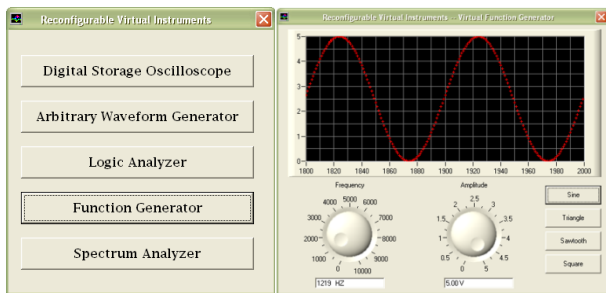 Reconfigurable Virtual Instruments
Digital Storage Oscilloscope
Arbitrary Waveform Generator
Logic Analyzer
Function Generator
Spectrum Analyzer
Reconfigurable Virtual Instruments - Virtual Function Generator
5
4
3
2
1
0
1800 1820 1840 1860 1880 1900 1920 1940 1960 1980 2000
Frequency
0 1000 2000 3000 4000 5000 6000 7000 8000 9000 10000
1219 HZ
Amplitude
0 0.5 1 1.5 2 2.5 3 3.5 4 4.5 5
5.00 V
Sine
Triangle
Sawtooth
Square